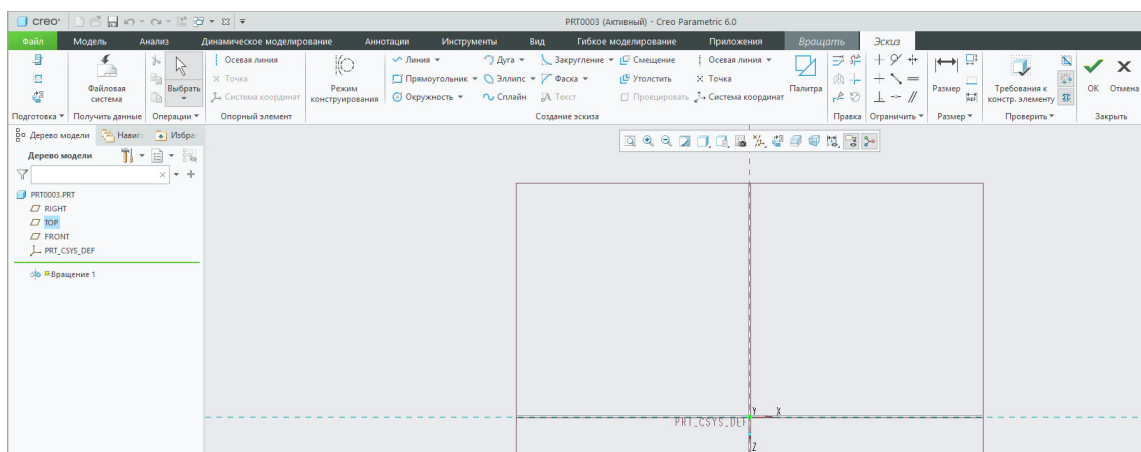 creo·
PRT0003 (Активный) - Creo Parametric 6.0
Файл Модель Анализ Динамическое моделирование Аннотации Инструменты Вид Гибкое моделирование Приложения Вращать Эскиз
Осевая линия Линия Дуга Закругление Смещение Осевая линия
Файловая система Выбрать Точка Режим конструирования Прямоугольник Эллипс Фаска Утолстить Точка Палитра Размер Требования к констр. элементу OK Отмена
Система координат Окружность Сплайн Текст Проецировать Система координат
Подготовка Получить данные Операции Опорный элемент Создание эскиза Правка Ограничить Размер Проверить Закрыть
Дерево модели Навига Избра
Дерево модели
PRT0003.PRT
RIGHT
TOP
FRONT
PRT_CSYS_DEF
Вращение 1
Y X
PRT_CSYS_DEF
Z